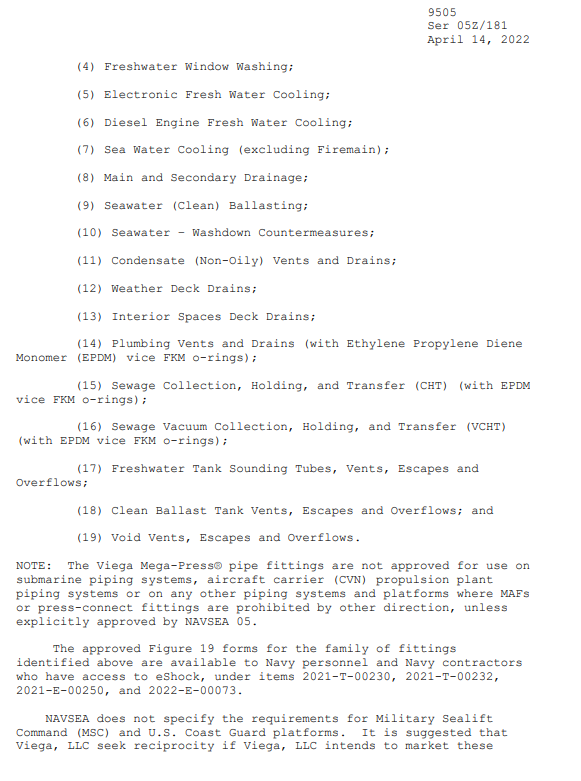 9505
Ser 05Z/181
April 14, 2022
(4) Freshwater Window Washing;
(5) Electronic Fresh Water Cooling;
(6) Diesel Engine Fresh Water Cooling;
(7) Sea Water Cooling (excluding Firemain);
(8) Main and Secondary Drainage;
(9) Seawater (Clean) Ballasting;
(10) Seawater – Washdown Countermeasures;
(11) Condensate (Non-Oily) Vents and Drains;
(12) Weather Deck Drains;
(13) Interior Spaces Deck Drains;
(14) Plumbing Vents and Drains (with Ethylene Propylene Diene
Monomer (EPDM) vice FKM o-rings);
(15) Sewage Collection, Holding, and Transfer (CHT) (with EPDM
vice FKM o-rings);
(16) Sewage Vacuum Collection, Holding, and Transfer (VCHT)
(with EPDM vice FKM o-rings);
(17) Freshwater Tank Sounding Tubes, Vents, Escapes and
Overflows;
(18) Clean Ballast Tank Vents, Escapes and Overflows; and
(19) Void Vents, Escapes and Overflows.
NOTE: The Viega Mega-Press® pipe fittings are not approved for use on
submarine piping systems, aircraft carrier (CVN) propulsion plant
piping systems or on any other piping systems and platforms where MAFs
or press-connect fittings are prohibited by other direction, unless
explicitly approved by NAVSEA 05.
The approved Figure 19 forms for the family of fittings
identified above are available to Navy personnel and Navy contractors
who have access to eShock, under items 2021-T-00230, 2021-T-00232,
2021-E-00250, and 2022-E-00073.
NAVSEA does not specify the requirements for Military Sealift
Command (MSC) and U.S. Coast Guard platforms. It is suggested that
Viega, LLC seek reciprocity if Viega, LLC intends to market these